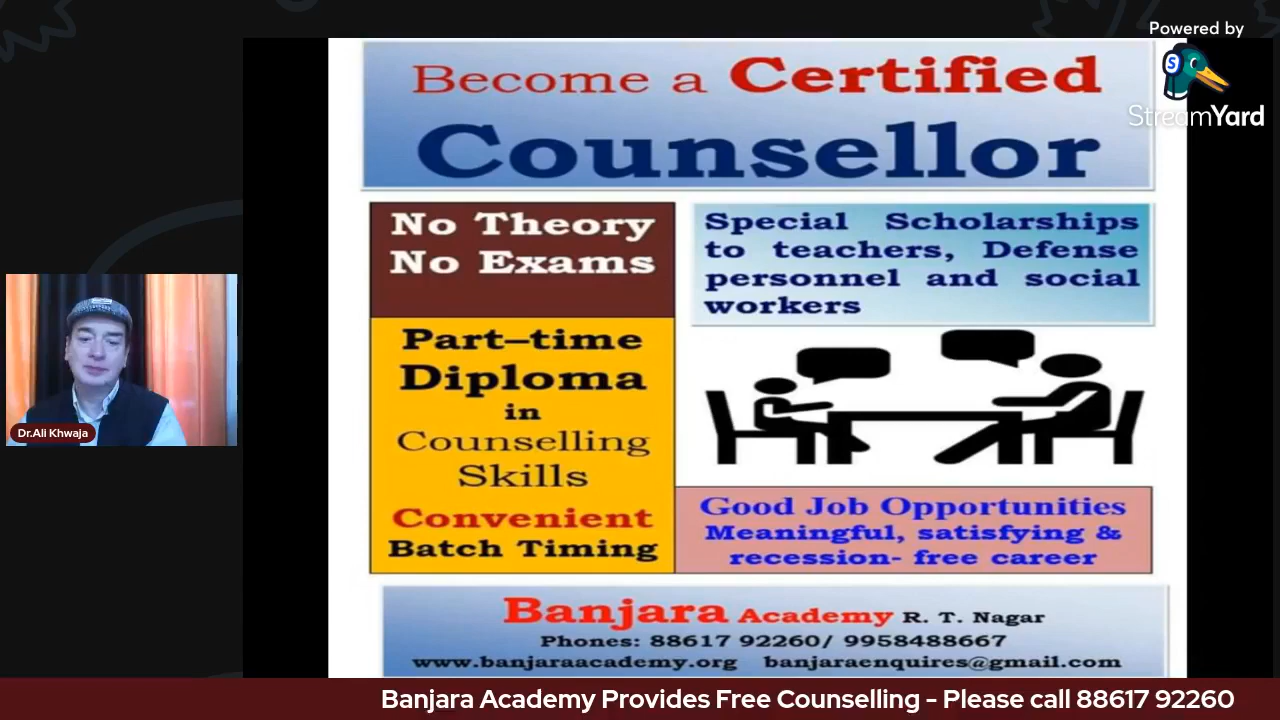 Powered by
StreamYard
Become a Certified
Counsellor
No Theory
No Exams
Special Scholarships
to teachers, Defense
personnel and social
workers
Part–time
Diploma
in
Counselling
Skills
Convenient
Batch Timing
Good Job Opportunities
Meaningful, satisfying &
recession- free career
Dr.Ali Khwaja
Banjara Academy R. T. Nagar
Phones: 88617 92260/ 9958488667
www.banjaraacademy.org banjaraenquires@gmail.com
Banjara Academy Provides Free Counselling - Please call 88617 92260